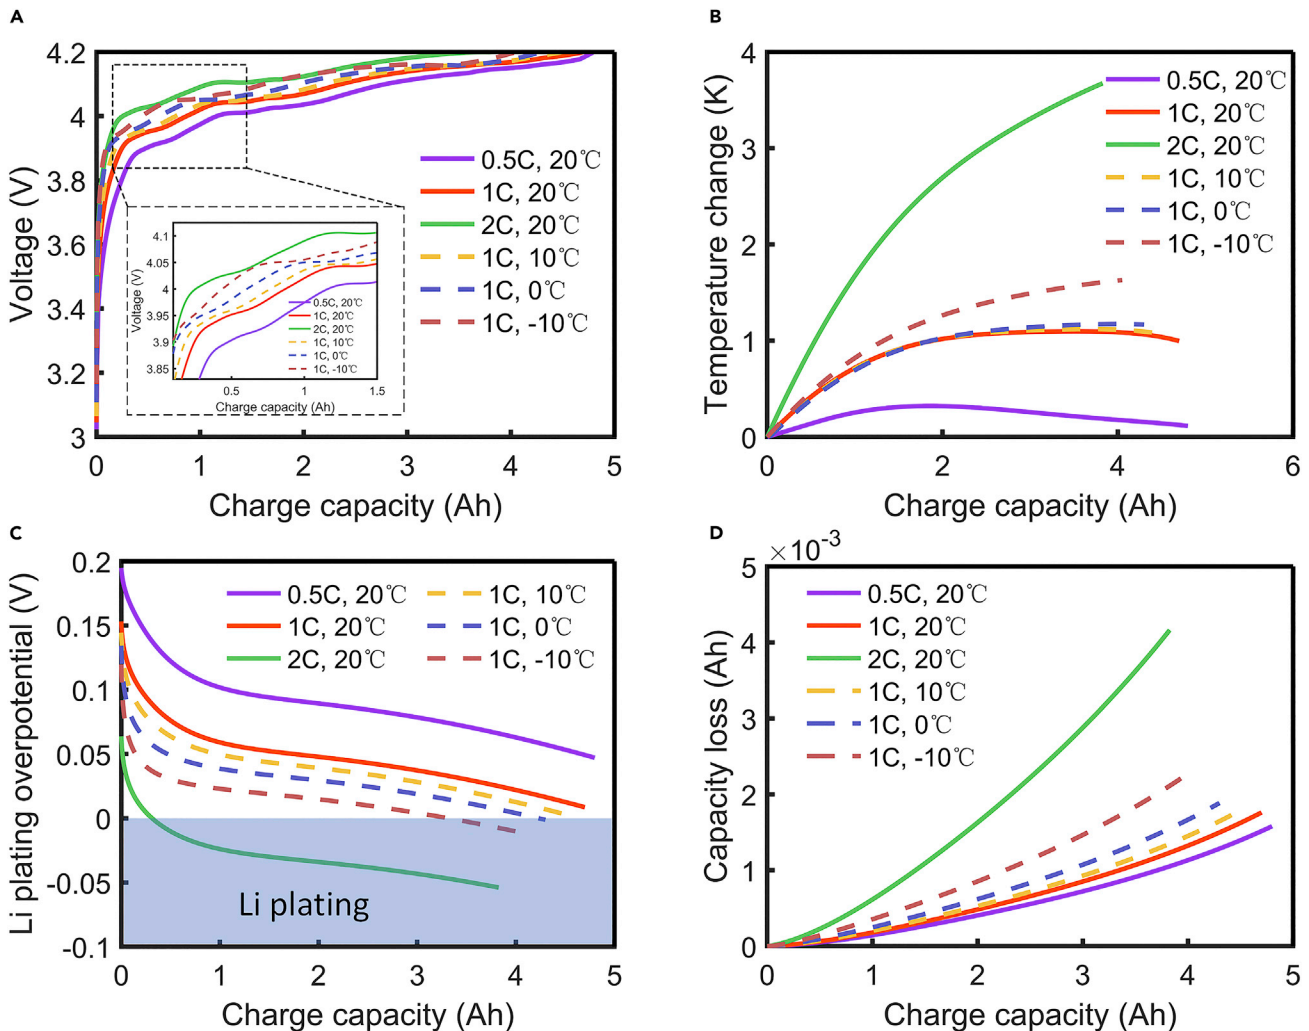 A
4.2
4
3.8
3.6
3.4
3.2
3
Voltage (V)
0.5C, 20℃
1C, 20℃
2C, 20℃
1C, 10℃
1C, 0℃
1C, -10℃
4.1
4.05
4
3.95
3.9
3.85
Voltage (V)
0.5C, 20℃
1C, 20℃
2C, 20℃
1C, 10℃
1C, 0℃
1C, -10℃
0.5 1 1.5
Charge capacity (Ah)
0 1 2 3 4 5
Charge capacity (Ah)
B
4
3
2
1
0
Temperature change (K)
0.5C, 20℃
1C, 20℃
2C, 20℃
1C, 10℃
1C, 0℃
1C, -10℃
0 2 4 6
Charge capacity (Ah)
C
0.2
0.15
0.1
0.05
0
-0.05
-0.1
Li plating overpotential (V)
0.5C, 20℃ 1C, 10℃
1C, 20℃ 1C, 0℃
2C, 20℃ 1C, -10℃
Li plating
0 1 2 3 4 5
Charge capacity (Ah)
D
×10-3
5
4
3
2
1
0
Capacity loss (Ah)
0.5C, 20℃
1C, 20℃
2C, 20℃
1C, 10℃
1C, 0℃
1C, -10℃
0 1 2 3 4 5
Charge capacity (Ah)